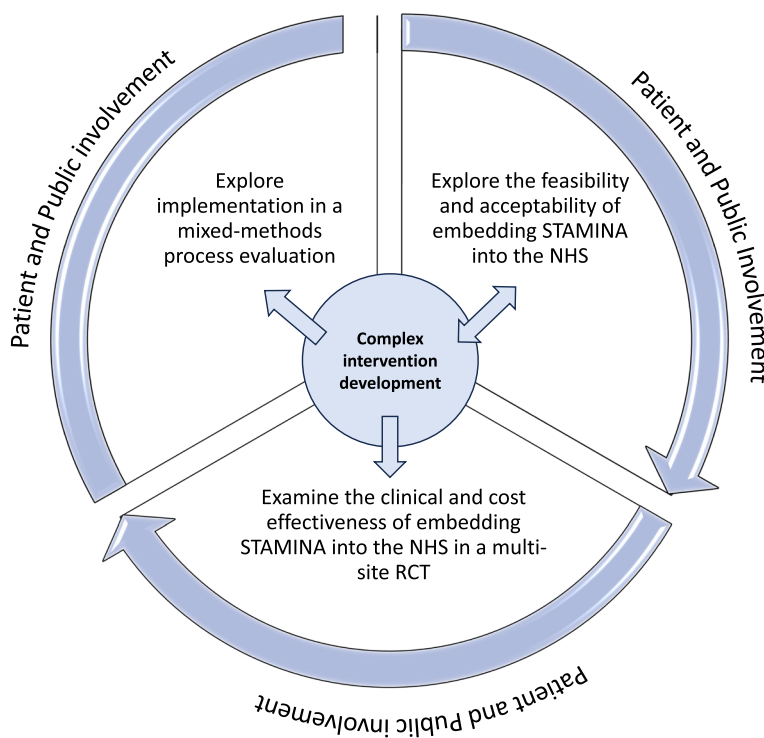 Patient and Public involvement
Patient and Public Involvement
Explore
implementation in a
mixed-methods
process evaluation
Explore the feasibility
and acceptability of
embedding STAMINA
into the NHS
Complex
intervention
development
Examine the clinical and cost
effectiveness of embedding
STAMINA into the NHS in a multi-
site RCT
Patient and Public involvement